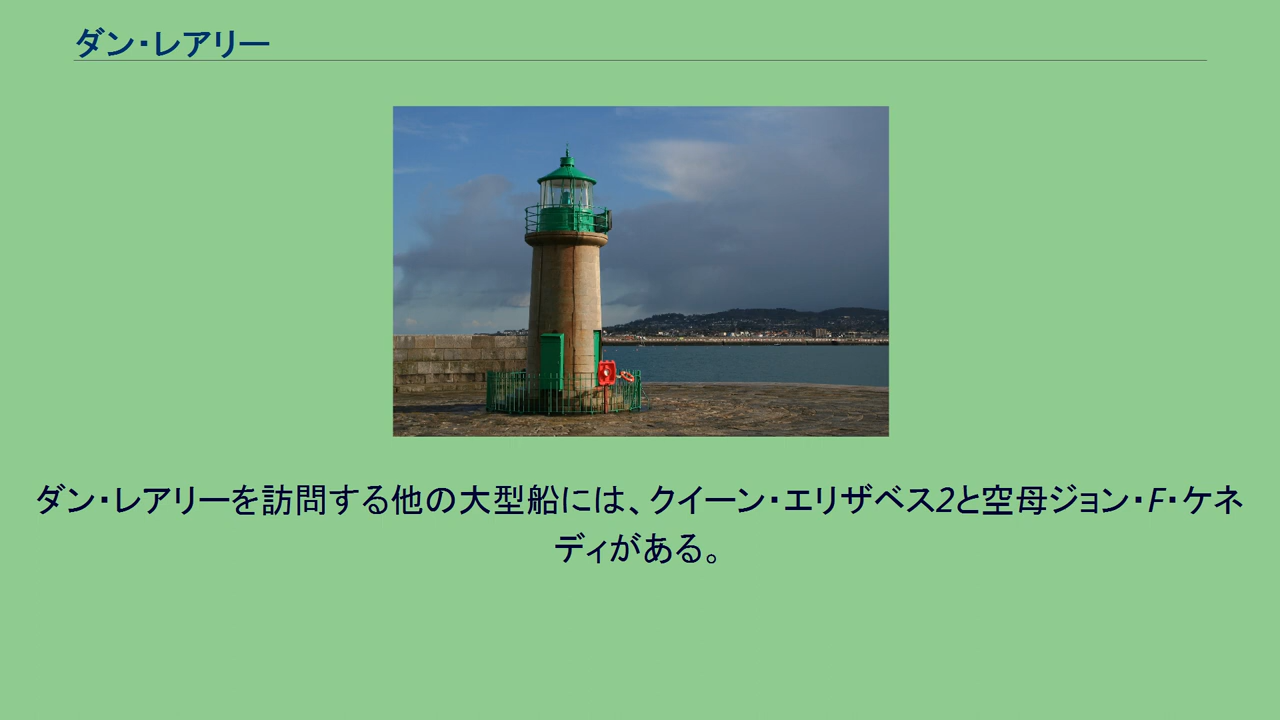 ダン・レアリー
ダン・レアリーを訪問する他の大型船には、クイーン・エリザベス2と空母ジョン・F・ケネ
ディがある。